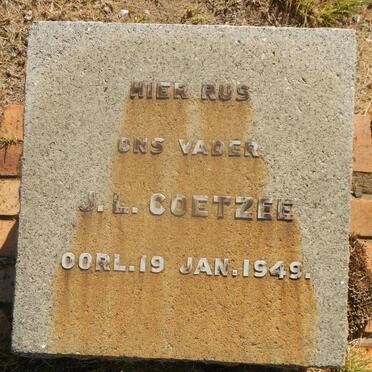 HIER RUS
ONS VADER
J. L. COETZEE
OORL. 19 JAN. 1949.